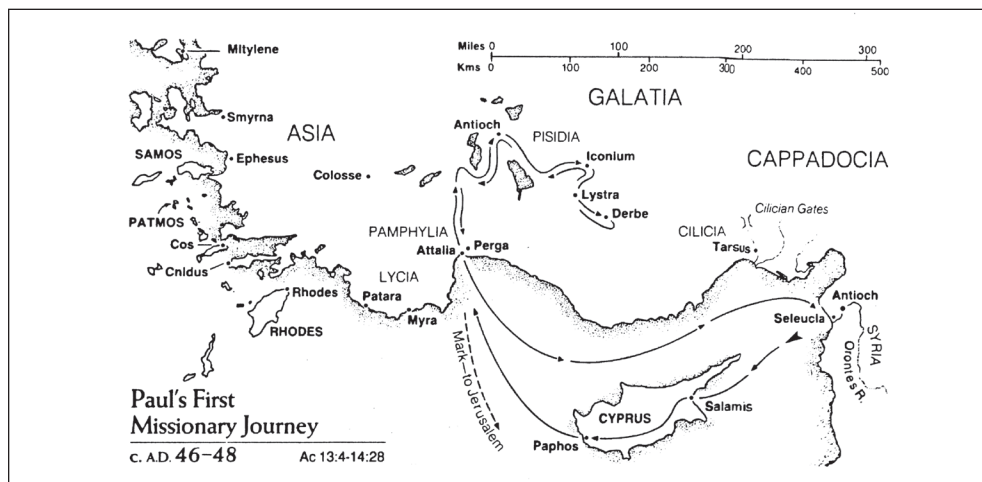 Miles 0 100 200 300
Kms 0 100 200 300 400 500
Mitylene
GALATIA
Smyrna
Antioch
PISIDIA
ASIA
SAMOS
Ephesus
Iconium
CAPPADOCIA
Colosse
Lystra
PATMOS
Derbe
Cilician Gates
PAMPHYLIA
CILICIA
Cos
Attalia
Perga
Tarsus
Cnidus
LYCIA
Rhodes
Patara
Antioch
RHODES
Myra
Seleucia
SYRIA
Orontes R.
Mark—to Jerusalem
Paul's First
Missionary Journey
CYPRUS
Salamis
Paphos
C. A.D. 46–48 Ac 13:4-14:28